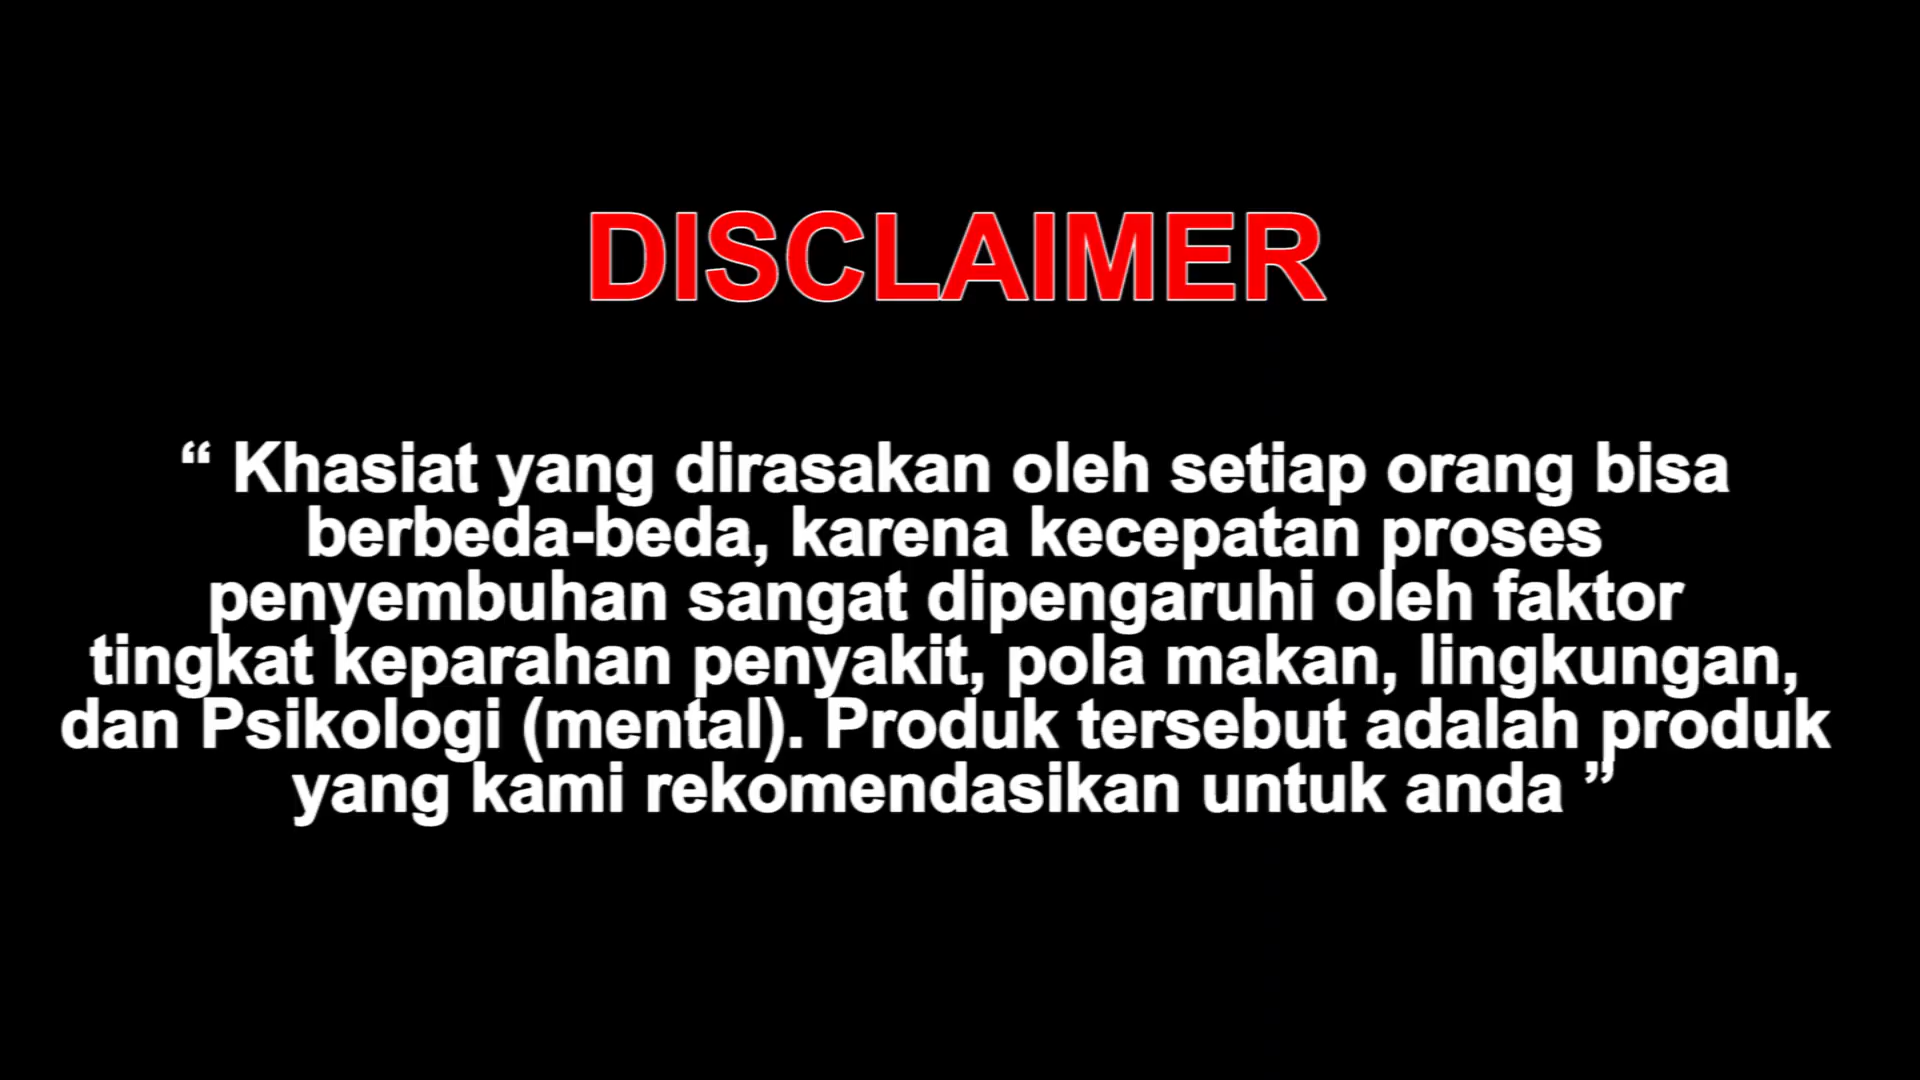 DISCLAIMER
“ Khasiat yang dirasakan oleh setiap orang bisa
berbeda-beda, karena kecepatan proses
penyembuhan sangat dipengaruhi oleh faktor
tingkat keparahan penyakit, pola makan, lingkungan,
dan Psikologi (mental). Produk tersebut adalah produk
yang kami rekomendasikan untuk anda ”